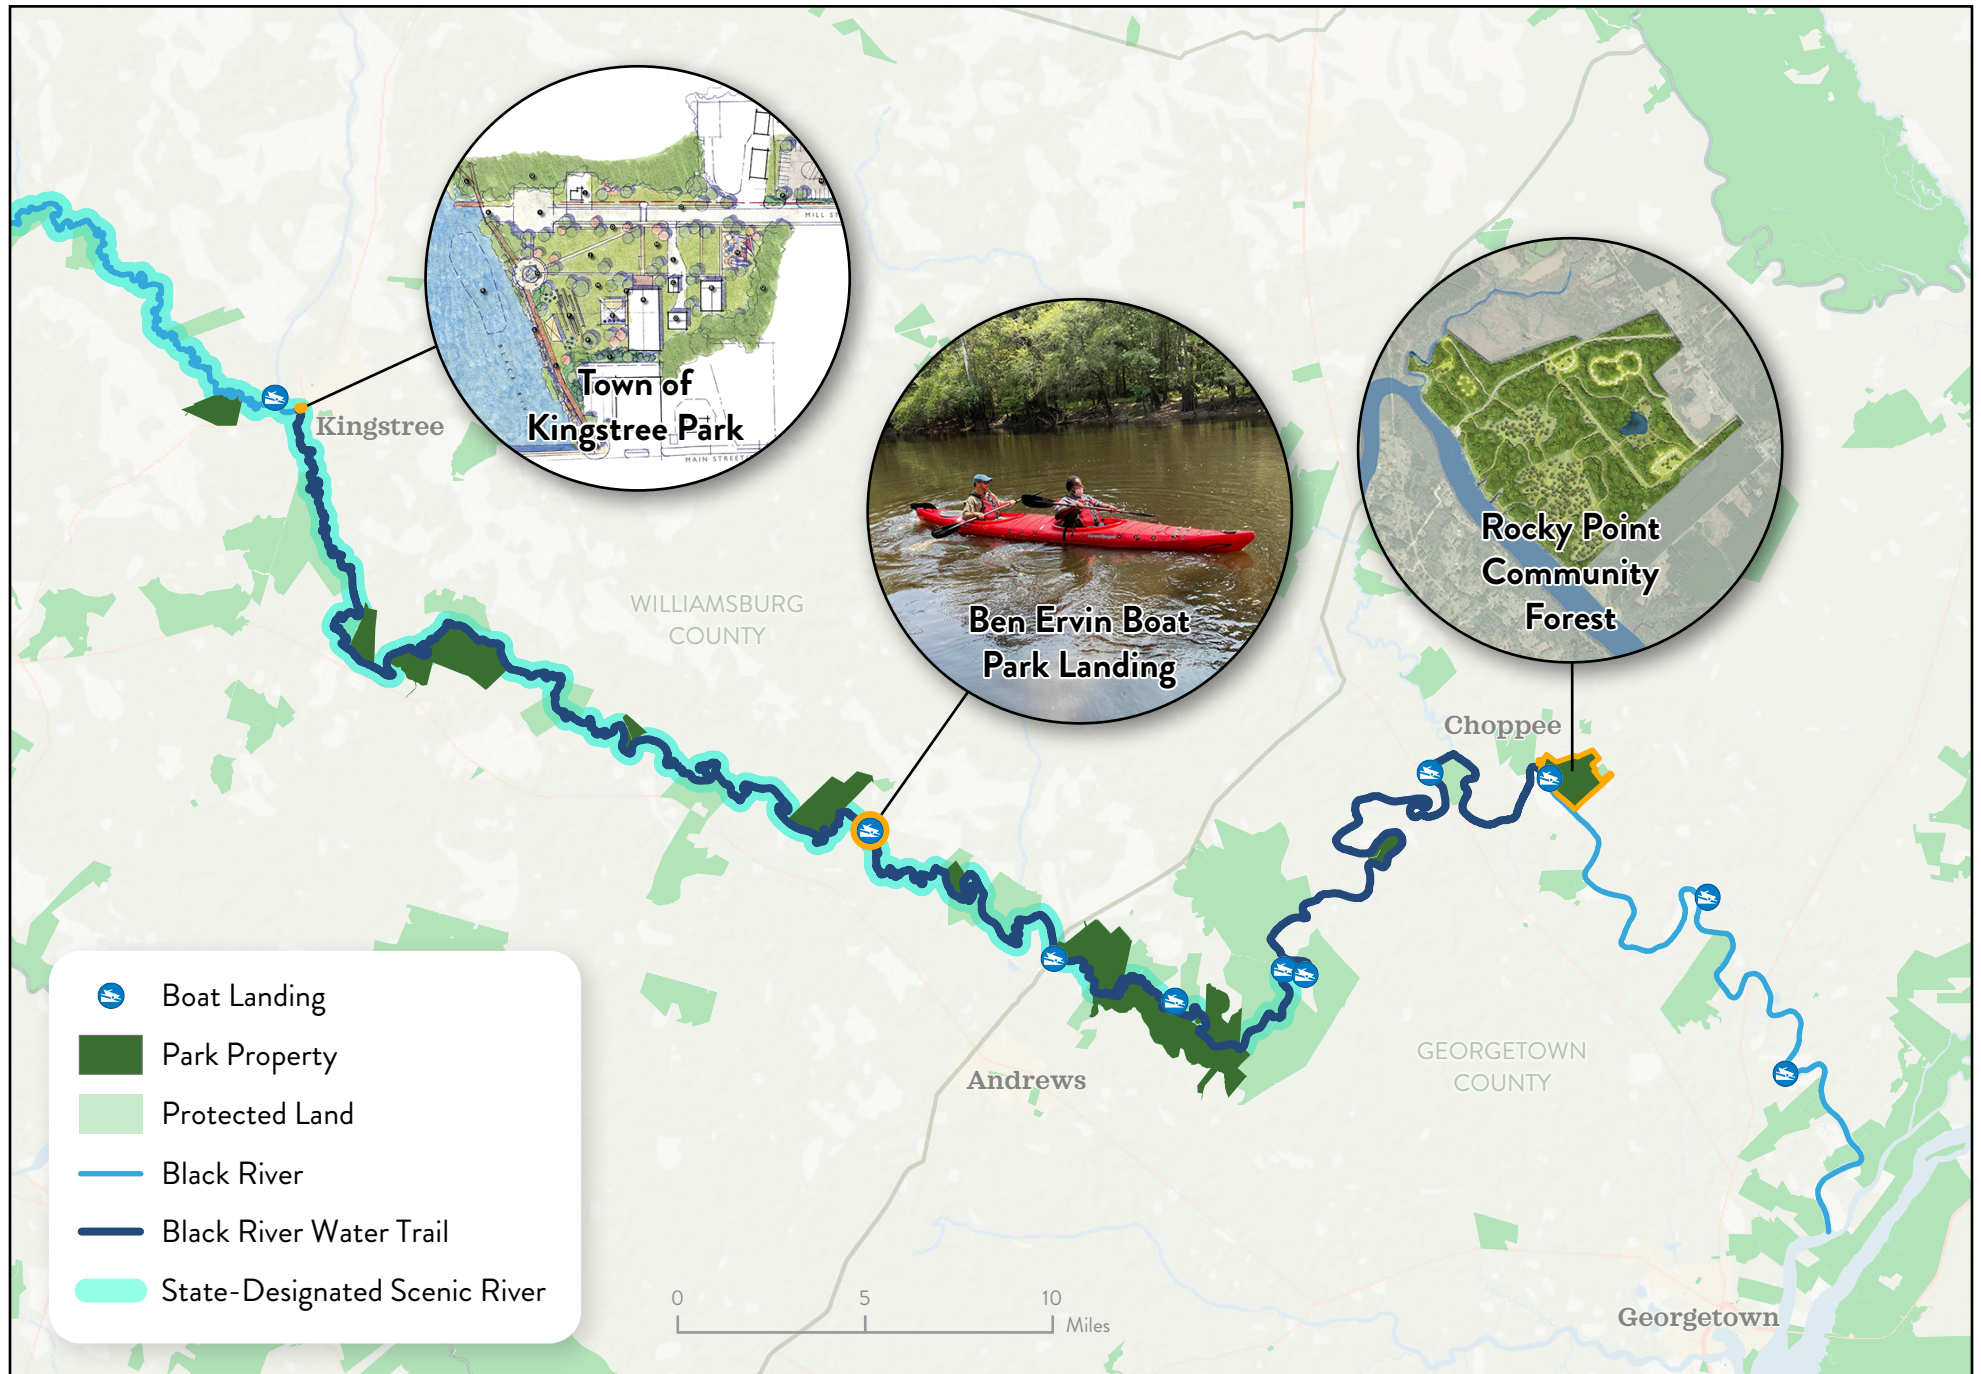 MILL ST
BLACK
MAIN STREET
Town of
Kingstree Park
Kingstree
WILLIAMSBURG
COUNTY
Ben Ervin Boat
Park Landing
Rocky Point
Community
Forest
Choppee
Andrews
GEORGETOWN
COUNTY
Georgetown
Boat Landing
Park Property
Protected Land
Black River
Black River Water Trail
State-Designated Scenic River
0 5 10
Miles